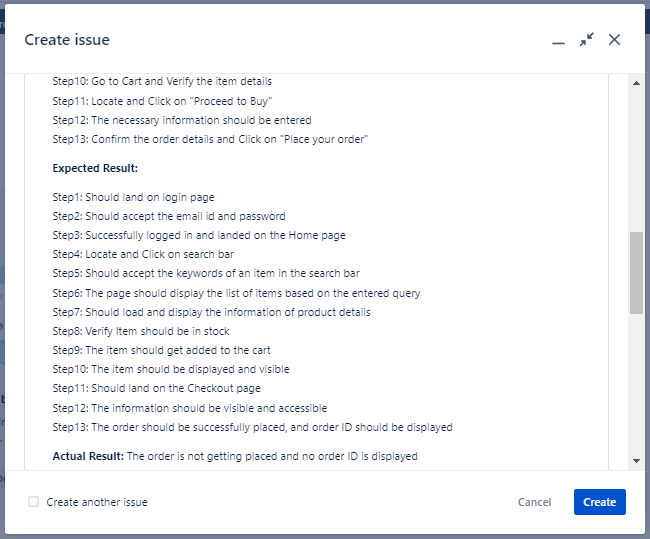 Create issue
Step10: Go to Cart and Verify the item details
Step11: Locate and Click on "Proceed to Buy"
Step12: The necessary information should be entered
Step13: Confirm the order details and Click on "Place your order"
Expected Result:
Step1: Should land on login page
Step2: Should accept the email id and password
Step3: Successfully logged in and landed on the Home page
Step4: Locate and Click on search bar
Step5: Should accept the keywords of an item in the search bar
Step6: The page should display the list of items based on the entered query
Step7: Should load and display the information of product details
Step8: Verify Item should be in stock
Step9: The item should get added to the cart
Step10: The item should be displayed and visible
Step11: Should land on the Checkout page
Step12: The information should be visible and accessible
Step13: The order should be successfully placed, and order ID should be displayed
Actual Result: The order is not getting placed and no order ID is displayed
Create another issue
Cancel
Create